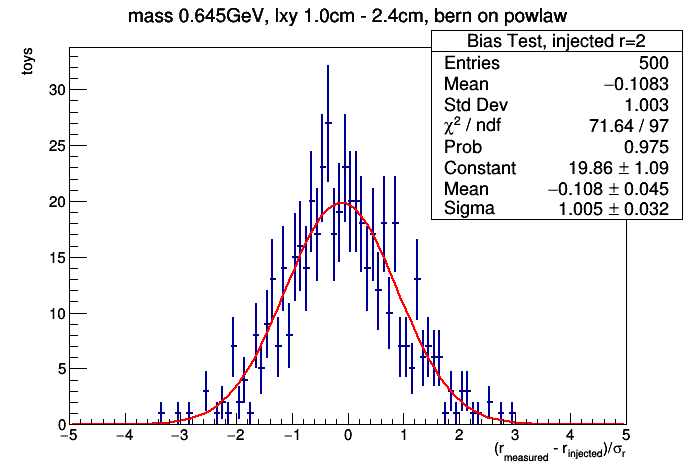 mass 0.645GeV, lxy 1.0cm - 2.4cm, bern on powlaw
Bias Test, injected r=2
Entries 500
Mean −0.1083
Std Dev 1.003
χ² / ndf 71.64 / 97
Prob 0.975
Constant 19.86 ± 1.09
Mean −0.108 ± 0.045
Sigma 1.005 ± 0.032
toys
30
25
20
15
10
5
0
−5 −4 −3 −2 −1 0 1 2 3 4 5
(r_measured - r_injected)/σ_r